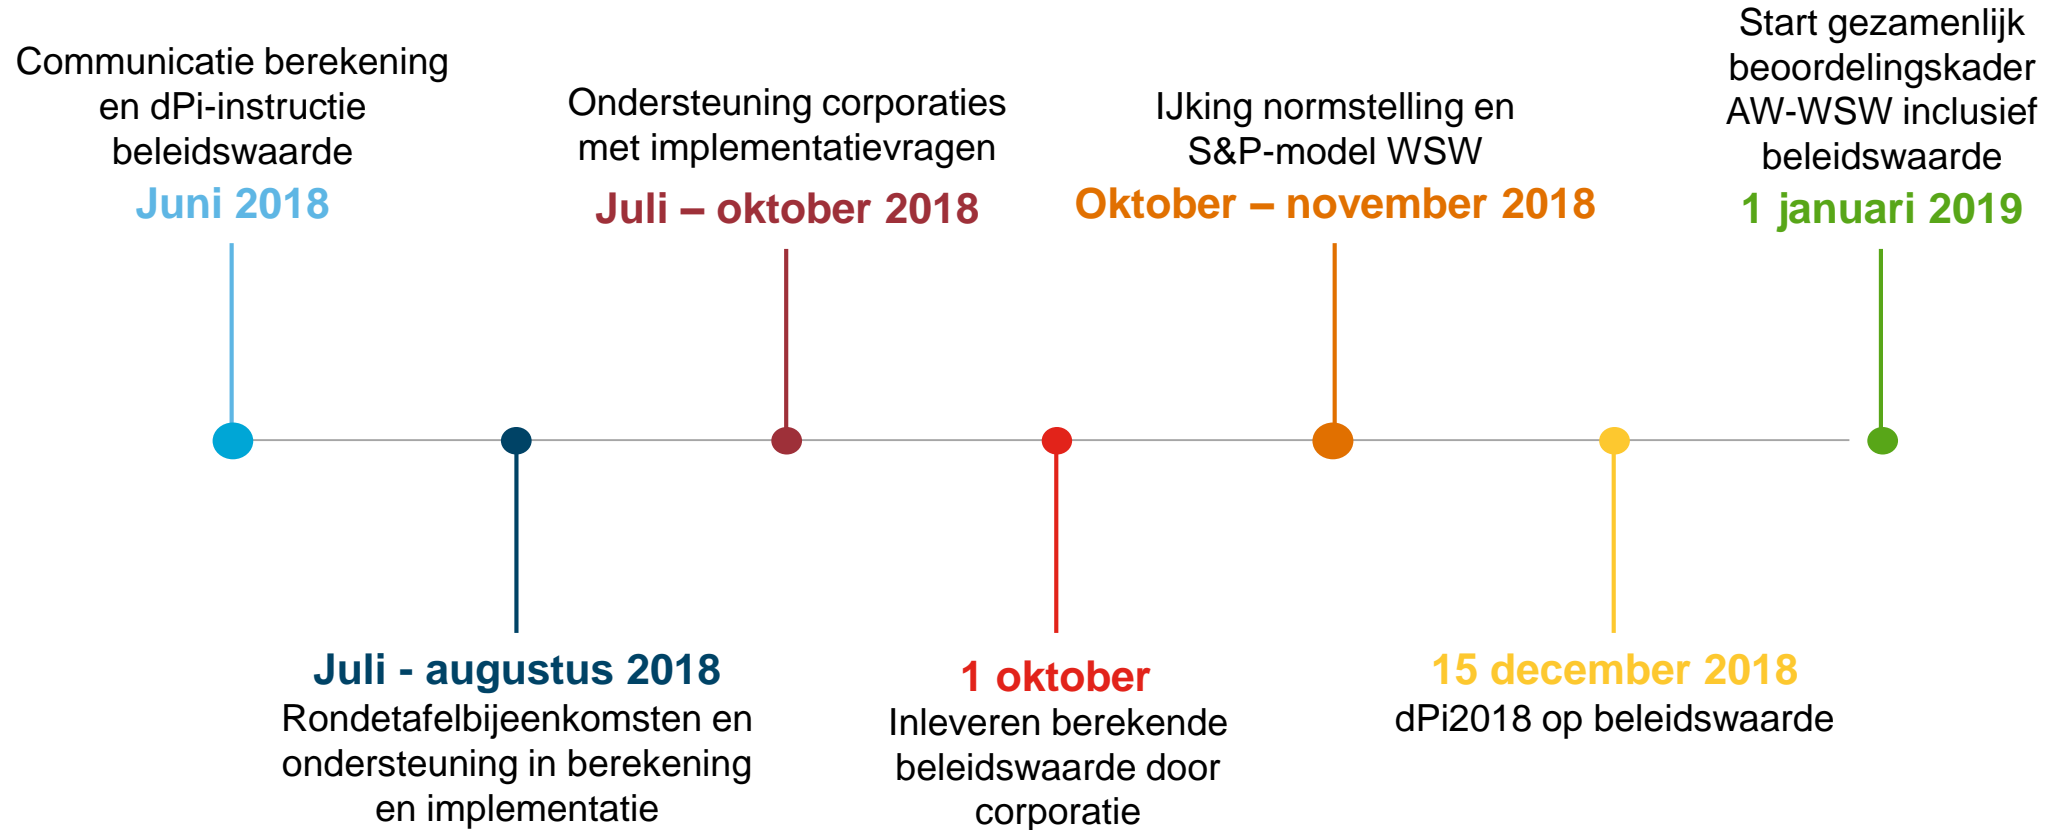 Communicatie berekening
en dPi-instructie
beleidswaarde
Juni 2018
Juli - augustus 2018
Rondetafelbijeenkomsten en
ondersteuning in berekening
en implementatie
Ondersteuning corporaties
met implementatievragen
Juli – oktober 2018
1 oktober
Inleveren berekende
beleidswaarde door
corporatie
IJking normstelling en
S&P-model WSW
Oktober – november 2018
15 december 2018
dPi2018 op beleidswaarde
Start gezamenlijk
beoordelingskader
AW-WSW inclusief
beleidswaarde
1 januari 2019